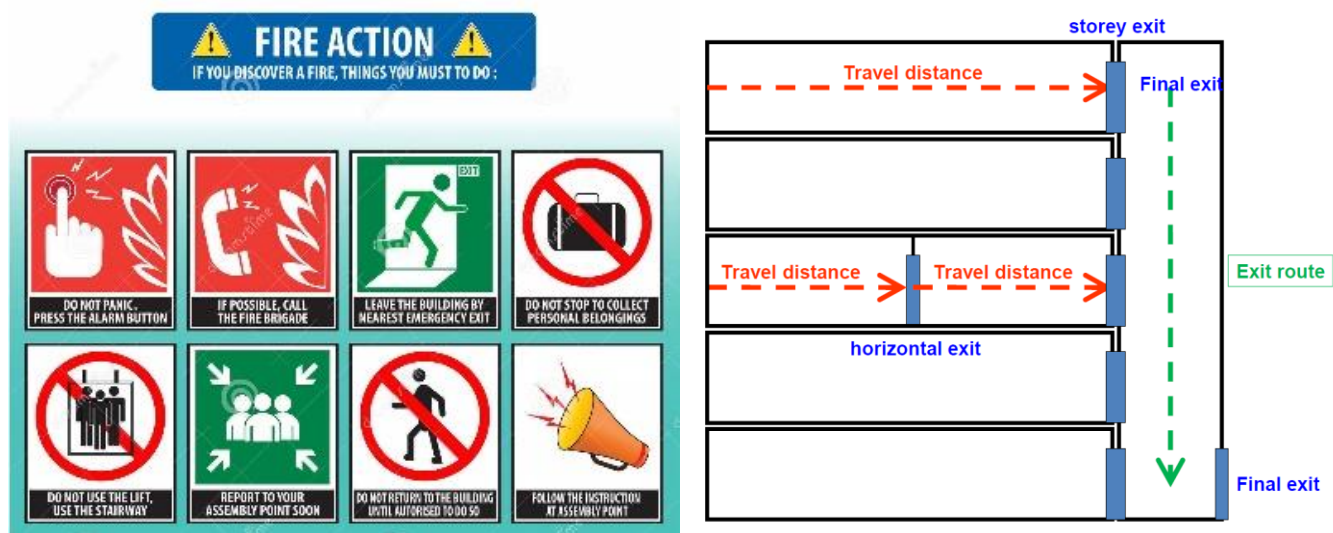 FIRE ACTION
IF YOU DISCOVER A FIRE, THINGS YOU MUST TO DO :
DO NOT PANIC.
PRESS THE ALARM BUTTON
IF POSSIBLE, CALL
THE FIRE BRIGADE
EXIT
LEAVE THE BUILDING BY
NEAREST EMERGENCY EXIT
DO NOT STOP TO COLLECT
PERSONAL BELONGINGS
DO NOT USE THE LIFT,
USE THE STAIRWAY
REPORT TO YOUR
ASSEMBLY POINT SOON
DO NOT RETURN TO THE BUILDING
UNTIL AUTORISED TO DO SO
FOLLOW THE INSTRUCTION
AT ASSEMBLY POINT
storey exit
Travel distance
Final exit
Travel distance
Travel distance
Exit route
horizontal exit
Final exit